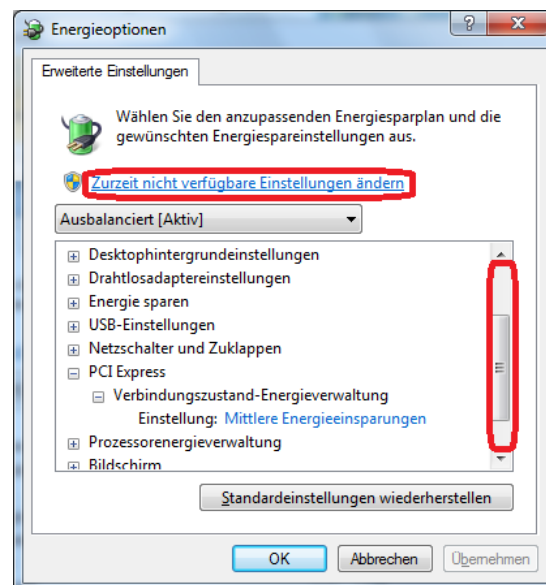 Energieoptionen
Erweiterte Einstellungen
Wählen Sie den anzupassenden Energiesparplan und die
gewünschten Energiespareinstellungen aus.
Zurzeit nicht verfügbare Einstellungen ändern
Ausbalanciert [Aktiv]
Desktophintergrundeinstellungen
Drahtlosadaptereinstellungen
Energie sparen
USB-Einstellungen
Netzschalter und Zuklappen
PCI Express
Verbindungszustand-Energieverwaltung
Einstellung: Mittlere Energieeinsparungen
Prozessorenergieverwaltung
Bildschirm
Standardeinstellungen wiederherstellen
OK Abbrechen Übernehmen